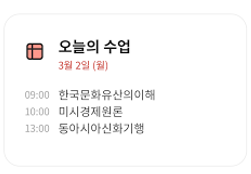 오늘의 수업
3월 2일 (월)
09:00 한국문화유산의이해
10:00 미시경제원론
13:00 동아시아신화기행